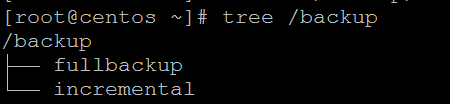 [root@centos ~]# tree /backup
/backup
├── fullbackup
└── incremental